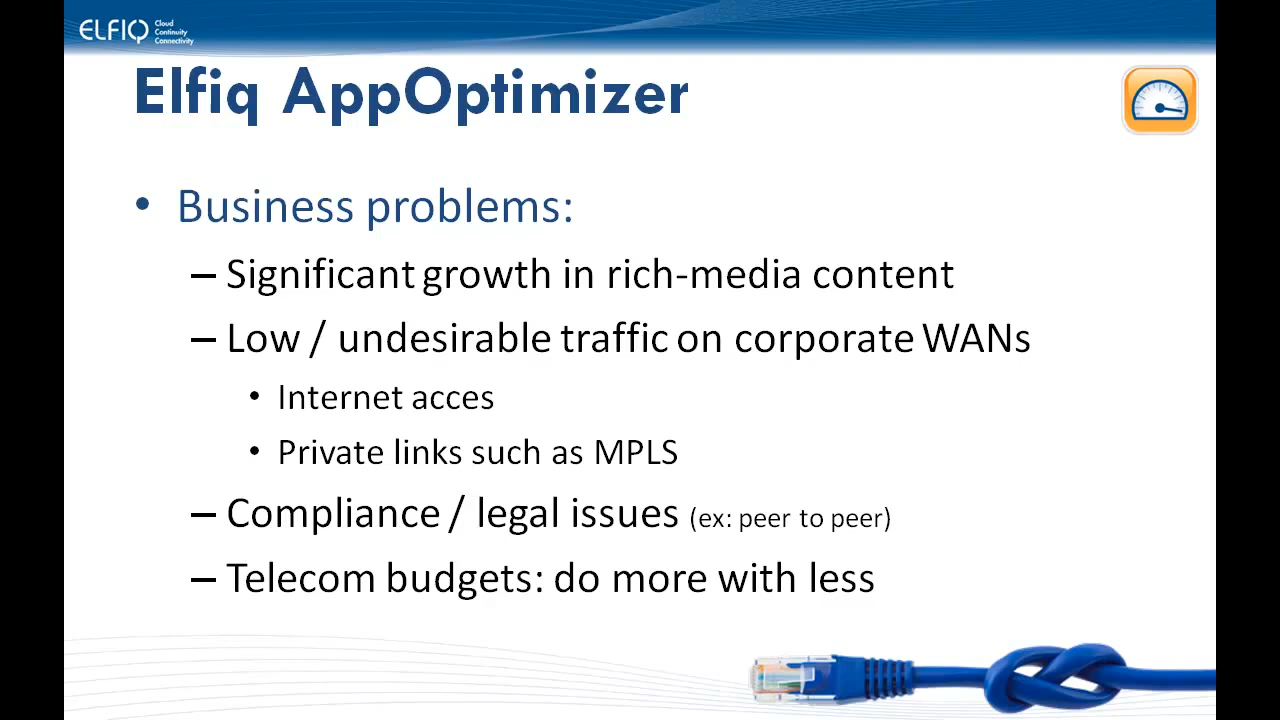 ELFIQ
Cloud
Continuity
Connectivity
Elfiq AppOptimizer
• Business problems:
– Significant growth in rich-media content
– Low / undesirable traffic on corporate WANs
• Internet acces
• Private links such as MPLS
– Compliance / legal issues (ex: peer to peer)
– Telecom budgets: do more with less